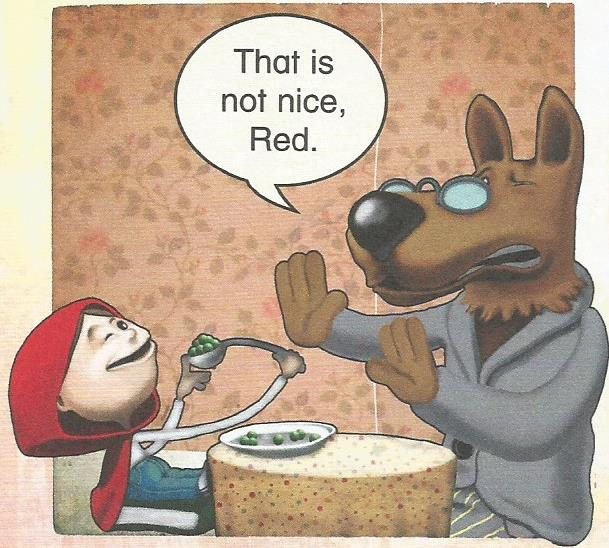 That is
not nice,
Red.